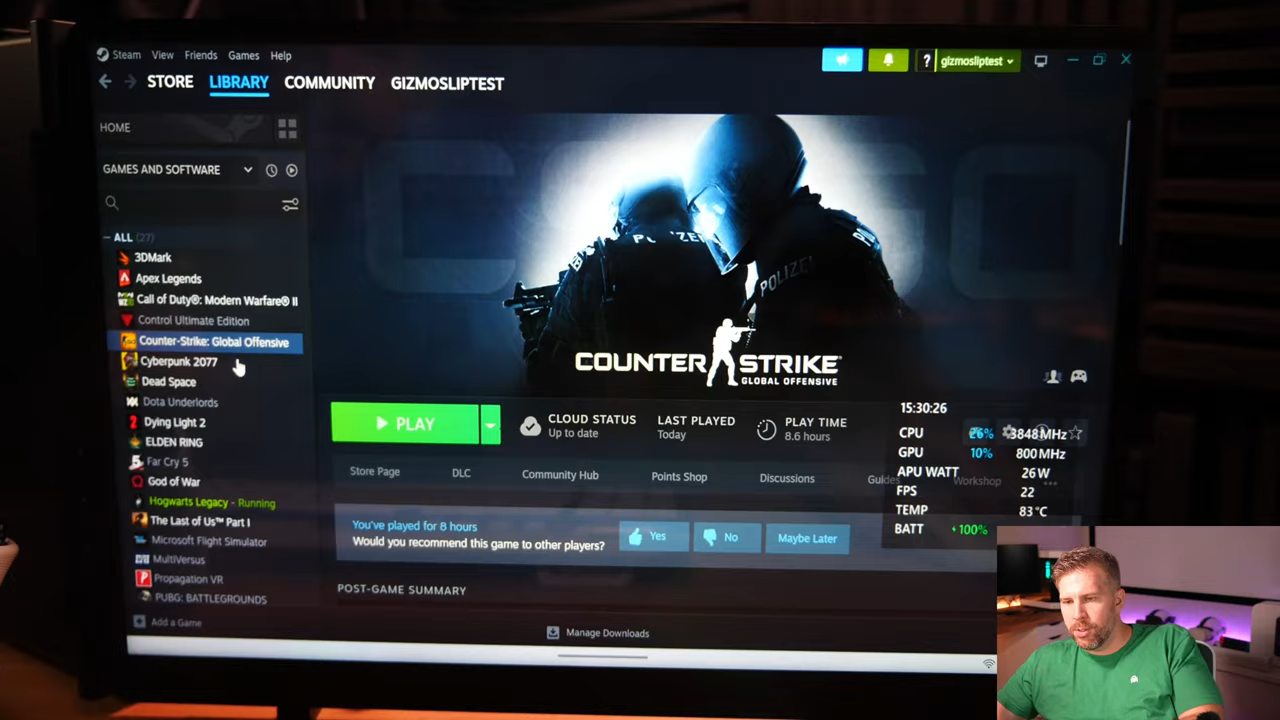 Steam View Friends Games Help
? gizmosliptest
STORE LIBRARY COMMUNITY GIZMOSLIPTEST
HOME
GAMES AND SOFTWARE
– ALL (27)
3DMark
Apex Legends
Call of Duty®: Modern Warfare® II
Control Ultimate Edition
Counter-Strike: Global Offensive
Cyberpunk 2077
Dead Space
Dota Underlords
Dying Light 2
ELDEN RING
Far Cry 5
God of War
Hogwarts Legacy - Running
The Last of Us™ Part I
Microsoft Flight Simulator
MultiVersus
Propagation VR
PUBG: BATTLEGROUNDS
Add a Game
POLIZEI
COUNTER STRIKE
GLOBAL OFFENSIVE
PLAY
CLOUD STATUS
Up to date
LAST PLAYED
Today
PLAY TIME
8.6 hours
Store Page DLC Community Hub Points Shop Discussions Guides Workshop
15:30:26
CPU 26% 3848MHz
GPU 10% 800MHz
APU WATT 26W
FPS 22
TEMP 83°C
BATT +100%
You've played for 8 hours
Would you recommend this game to other players?
Yes No Maybe Later
POST-GAME SUMMARY
Manage Downloads